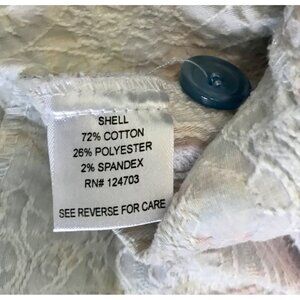 SHELL
72% COTTON
26% POLYESTER
2% SPANDEX
RN# 124703
SEE REVERSE FOR CARE